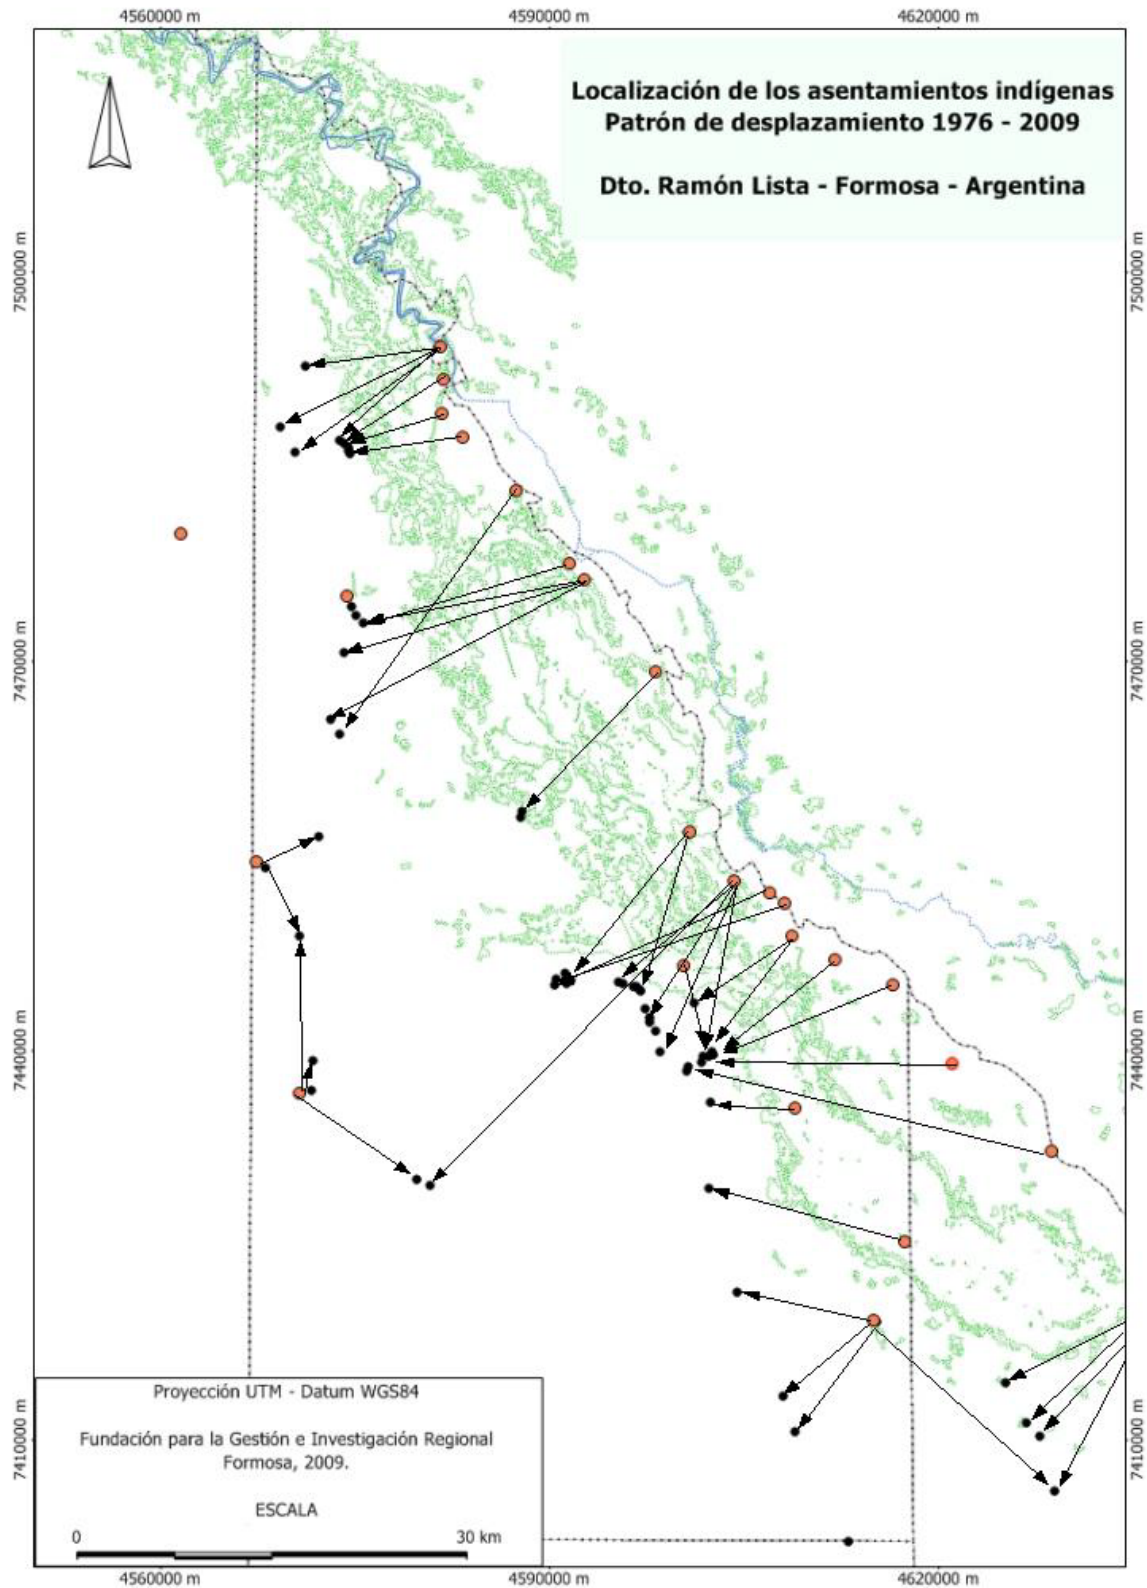 4560000 m
4590000 m
4620000 m
Localización de los asentamientos indígenas
Patrón de desplazamiento 1976 - 2009
Dto. Ramón Lista - Formosa - Argentina
7500000 m
7500000 m
7470000 m
7470000 m
7440000 m
7440000 m
7410000 m
7410000 m
Proyección UTM - Datum WGS84
Fundación para la Gestión e Investigación Regional
Formosa, 2009.
ESCALA
0
30 km
4560000 m
4590000 m
4620000 m